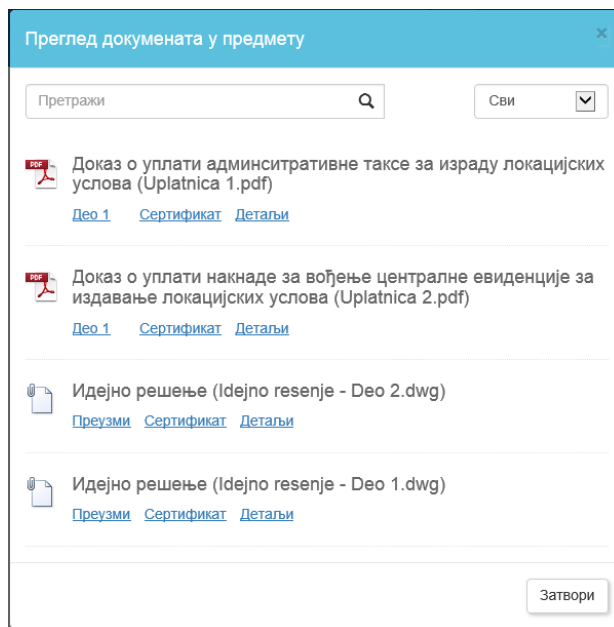 Преглед докумената у предмету
×
Претражи
Сви
PDF
Доказ о уплати админситративне таксе за израду локацијских
услова (Uplatnica 1.pdf)
Део 1 Сертификат Детаљи
PDF
Доказ о уплати накнаде за вођење централне евиденције за
издавање локацијских услова (Uplatnica 2.pdf)
Део 1 Сертификат Детаљи
Идејно решење (Idejno resenje - Deo 2.dwg)
Преузми Сертификат Детаљи
Идејно решење (Idejno resenje - Deo 1.dwg)
Преузми Сертификат Детаљи
Затвори